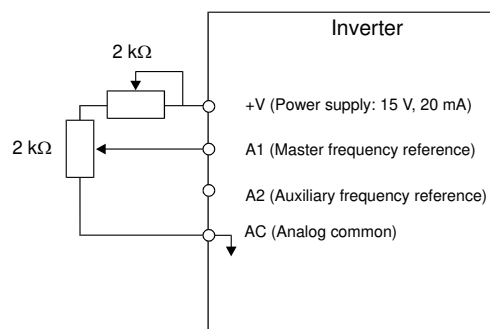 Inverter
2 kΩ
+V (Power supply: 15 V, 20 mA)
2 kΩ
A1 (Master frequency reference)
A2 (Auxiliary frequency reference)
AC (Analog common)